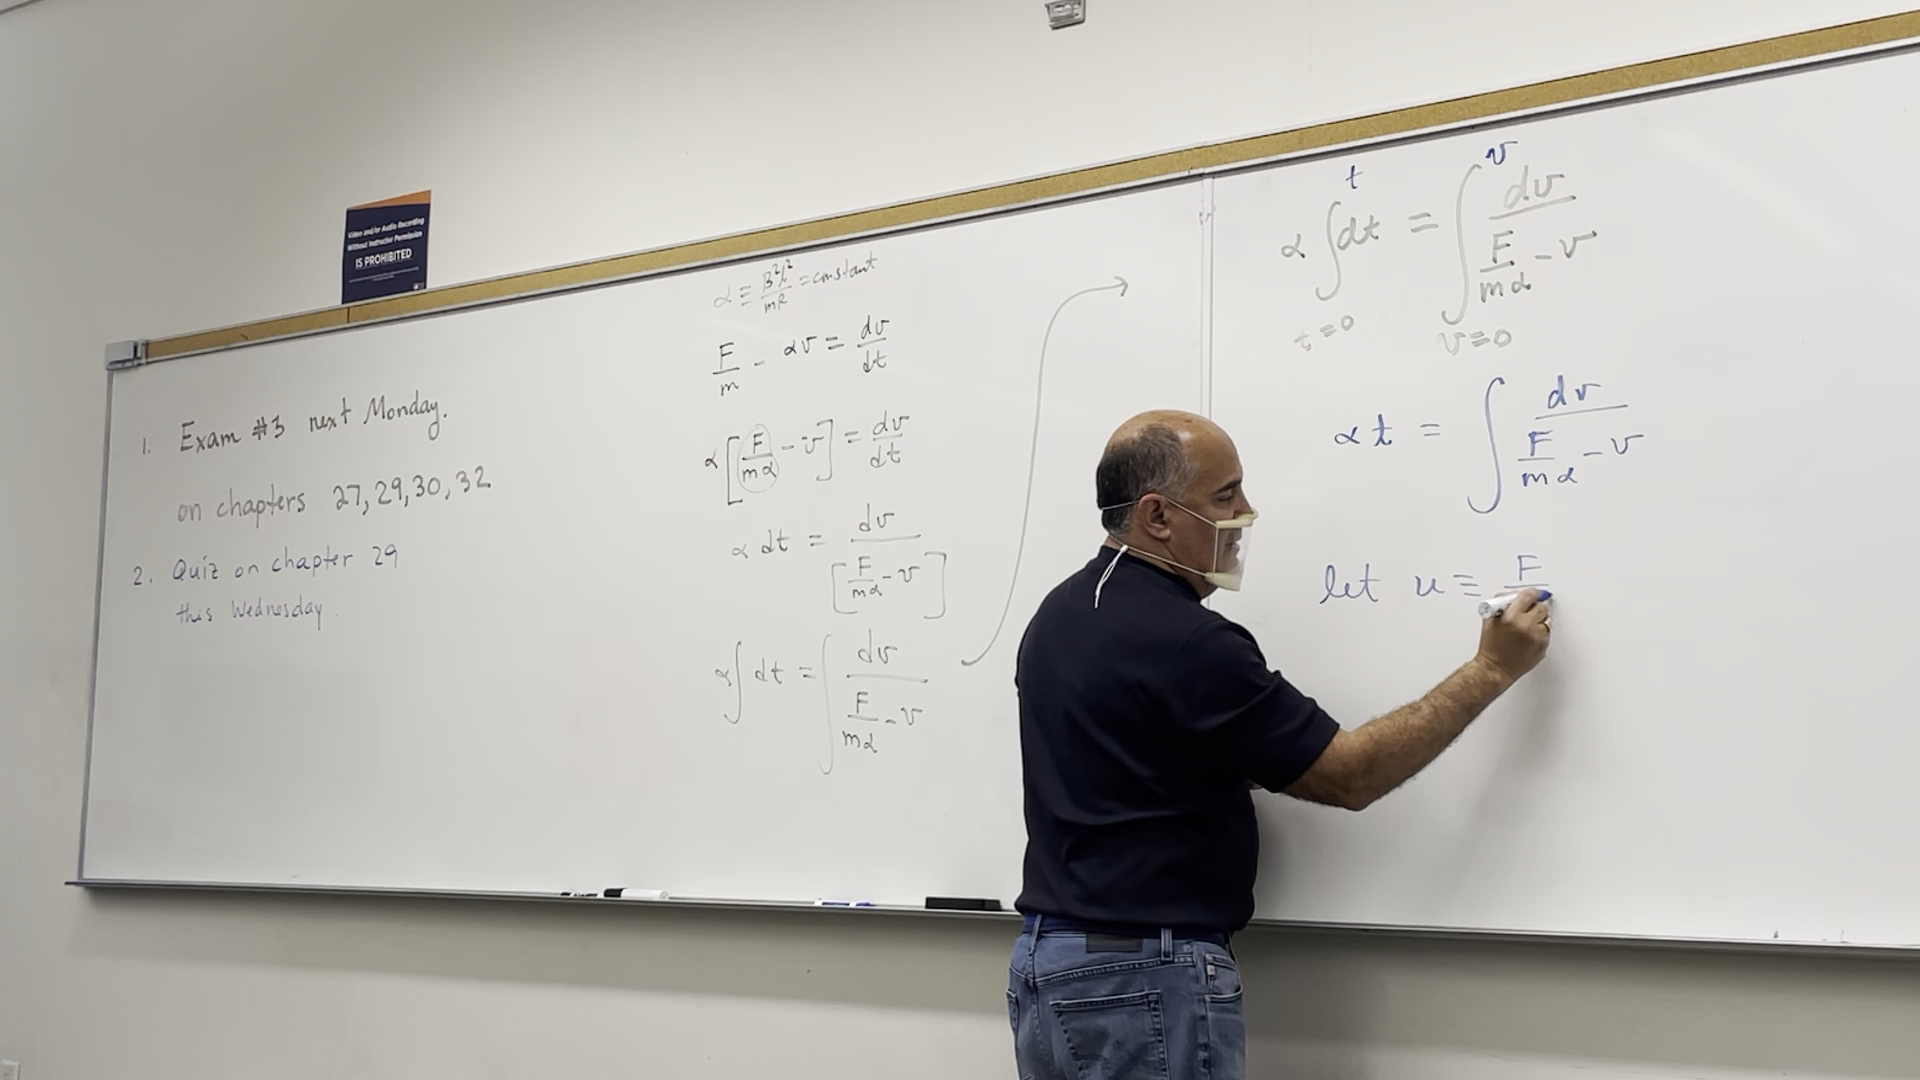 Video and/or Audio Recording
Without Instructor Permission
IS PROHIBITED
1. Exam #3 next Monday.
on chapters 27, 29, 30, 32
2. Quiz on chapter 29
this Wednesday.
α ≡ B²l²/mR = constant
F/m - αv = dv/dt
α[F/mα - v] = dv/dt
α dt = dv/[F/mα - v]
α∫dt = ∫ dv/(F/mα - v)
t v
α∫dt = ∫ dv/(F/mα - v)
t=0 v=0
αt = ∫ dv/(F/mα - v)
let u ≡ F